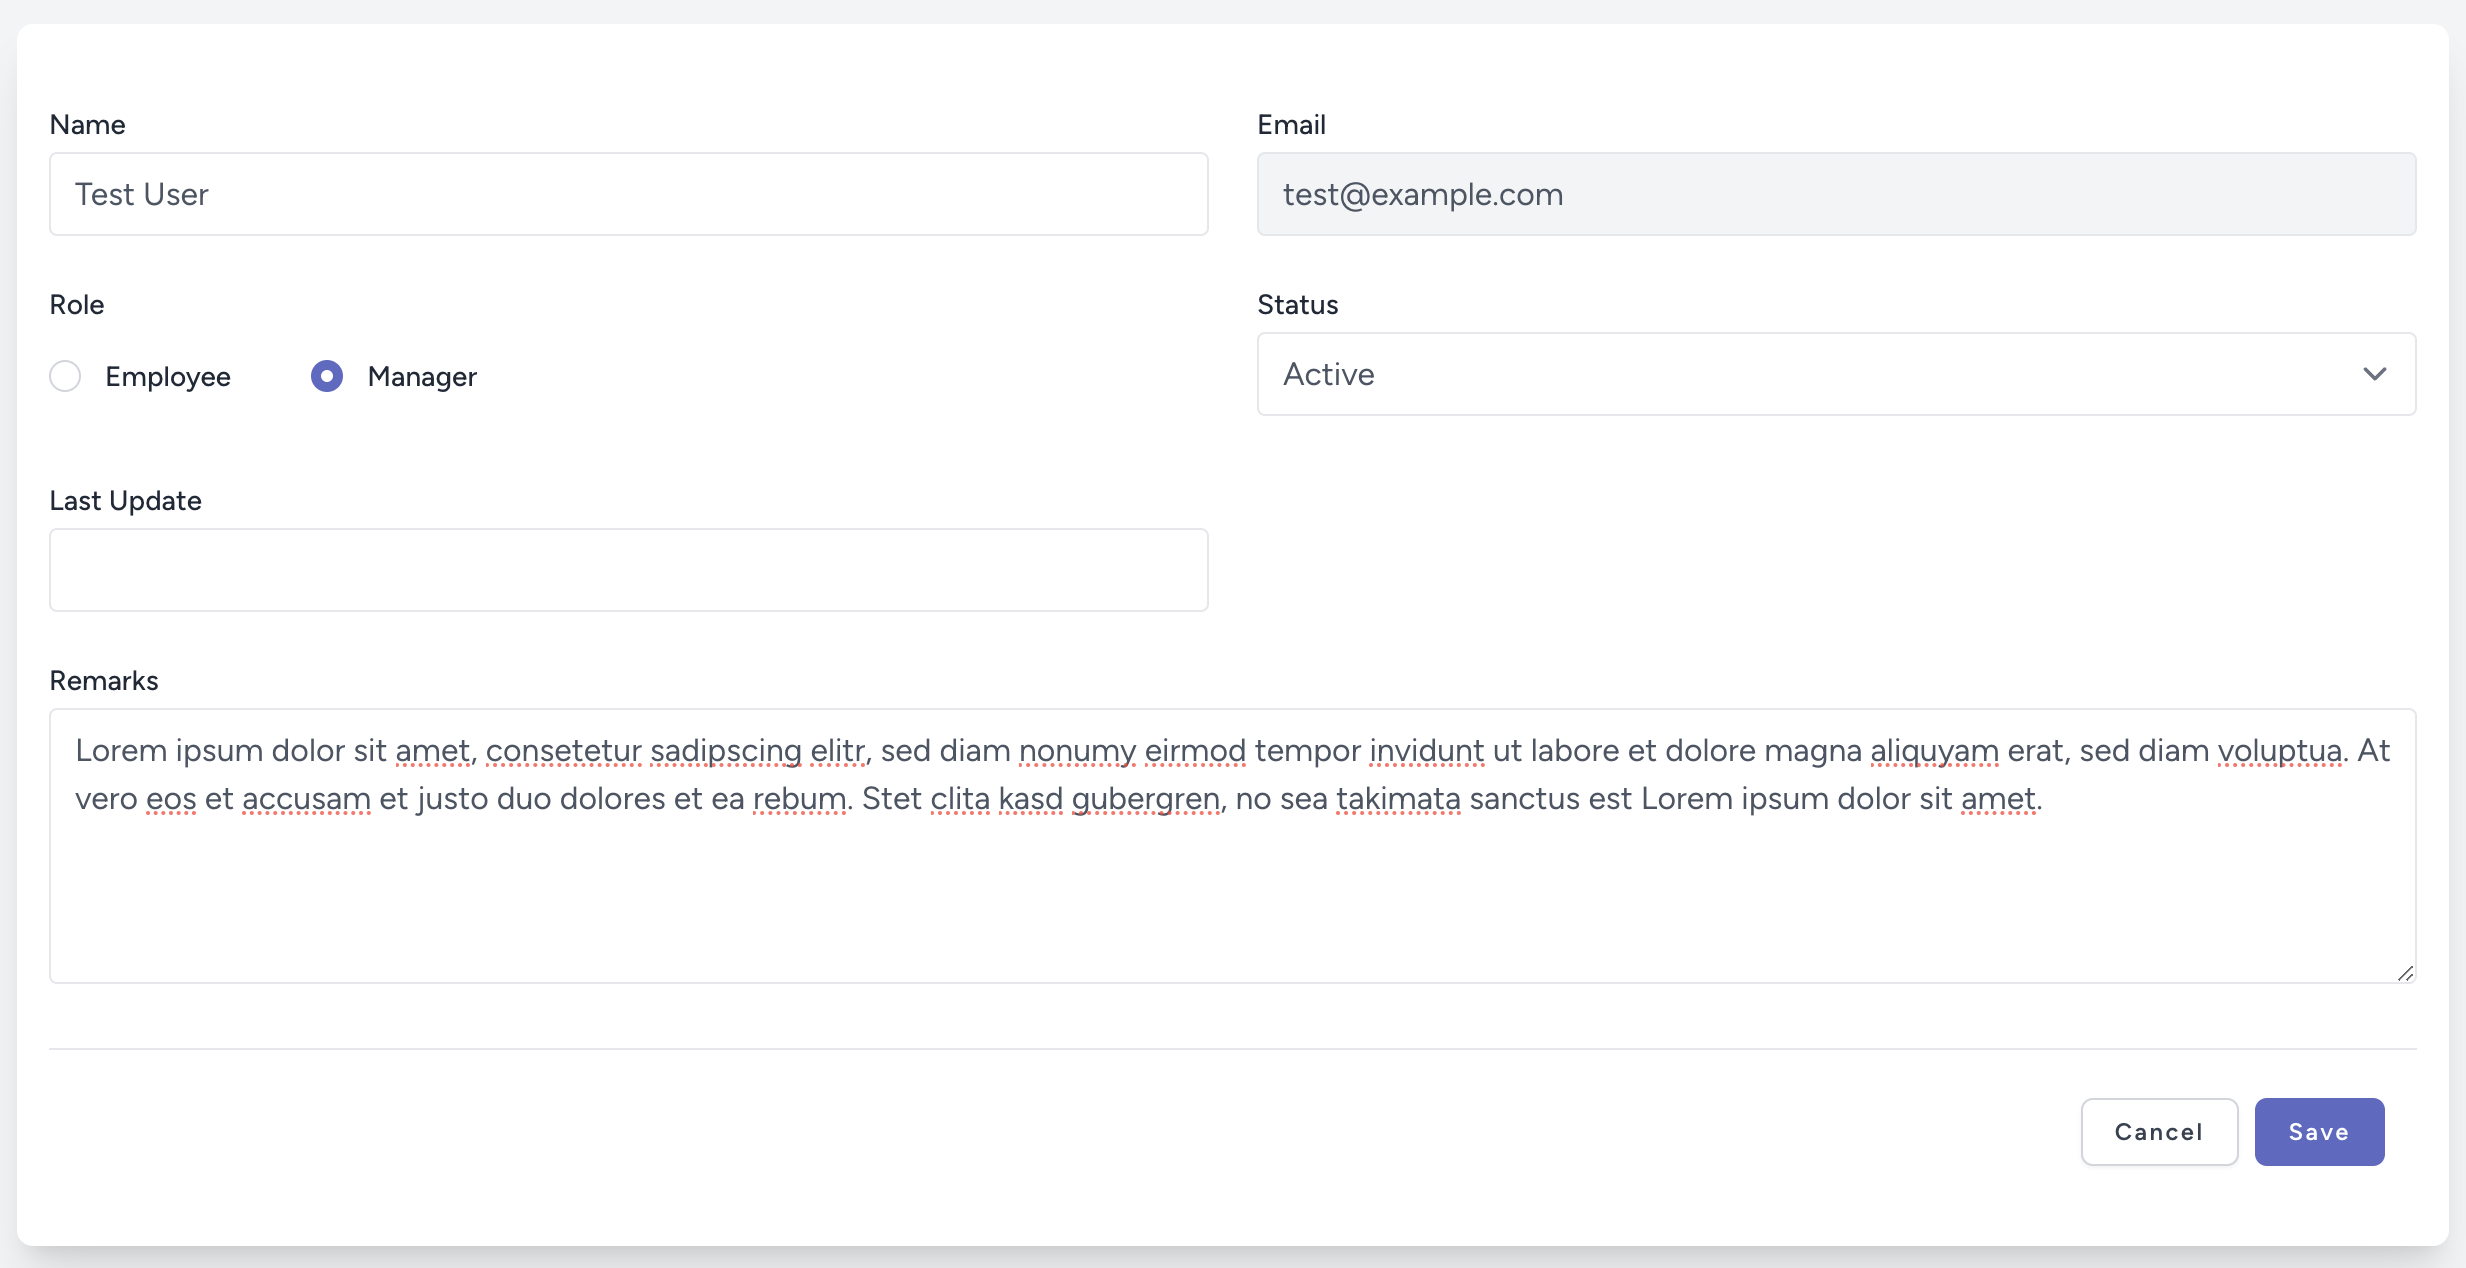 Name
Email
Test User
test@example.com
Role
Status
Employee
Manager
Active
Last Update
Remarks
Lorem ipsum dolor sit amet, consetetur sadipscing elitr, sed diam nonumy eirmod tempor invidunt ut labore et dolore magna aliquyam erat, sed diam voluptua. At
vero eos et accusam et justo duo dolores et ea rebum. Stet clita kasd gubergren, no sea takimata sanctus est Lorem ipsum dolor sit amet.
Cancel
Save